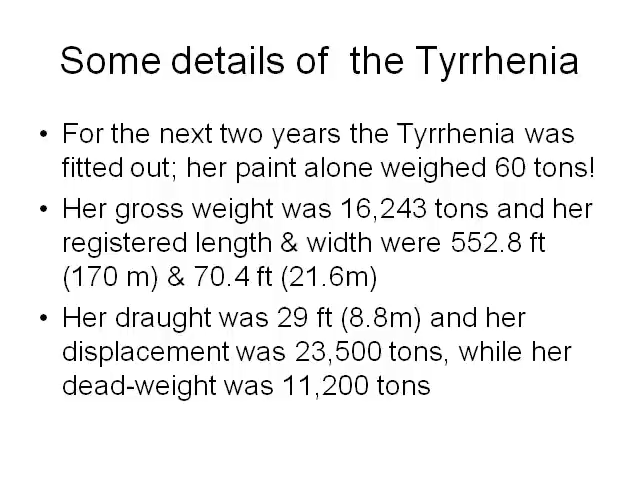 Some details of  the Tyrrhenia
• For the next two years the Tyrrhenia was
fitted out; her paint alone weighed 60 tons!
• Her gross weight was 16,243 tons and her
registered length & width were 552.8 ft
(170 m) & 70.4 ft (21.6m)
• Her draught was 29 ft (8.8m) and her
displacement was 23,500 tons, while her
dead-weight was 11,200 tons